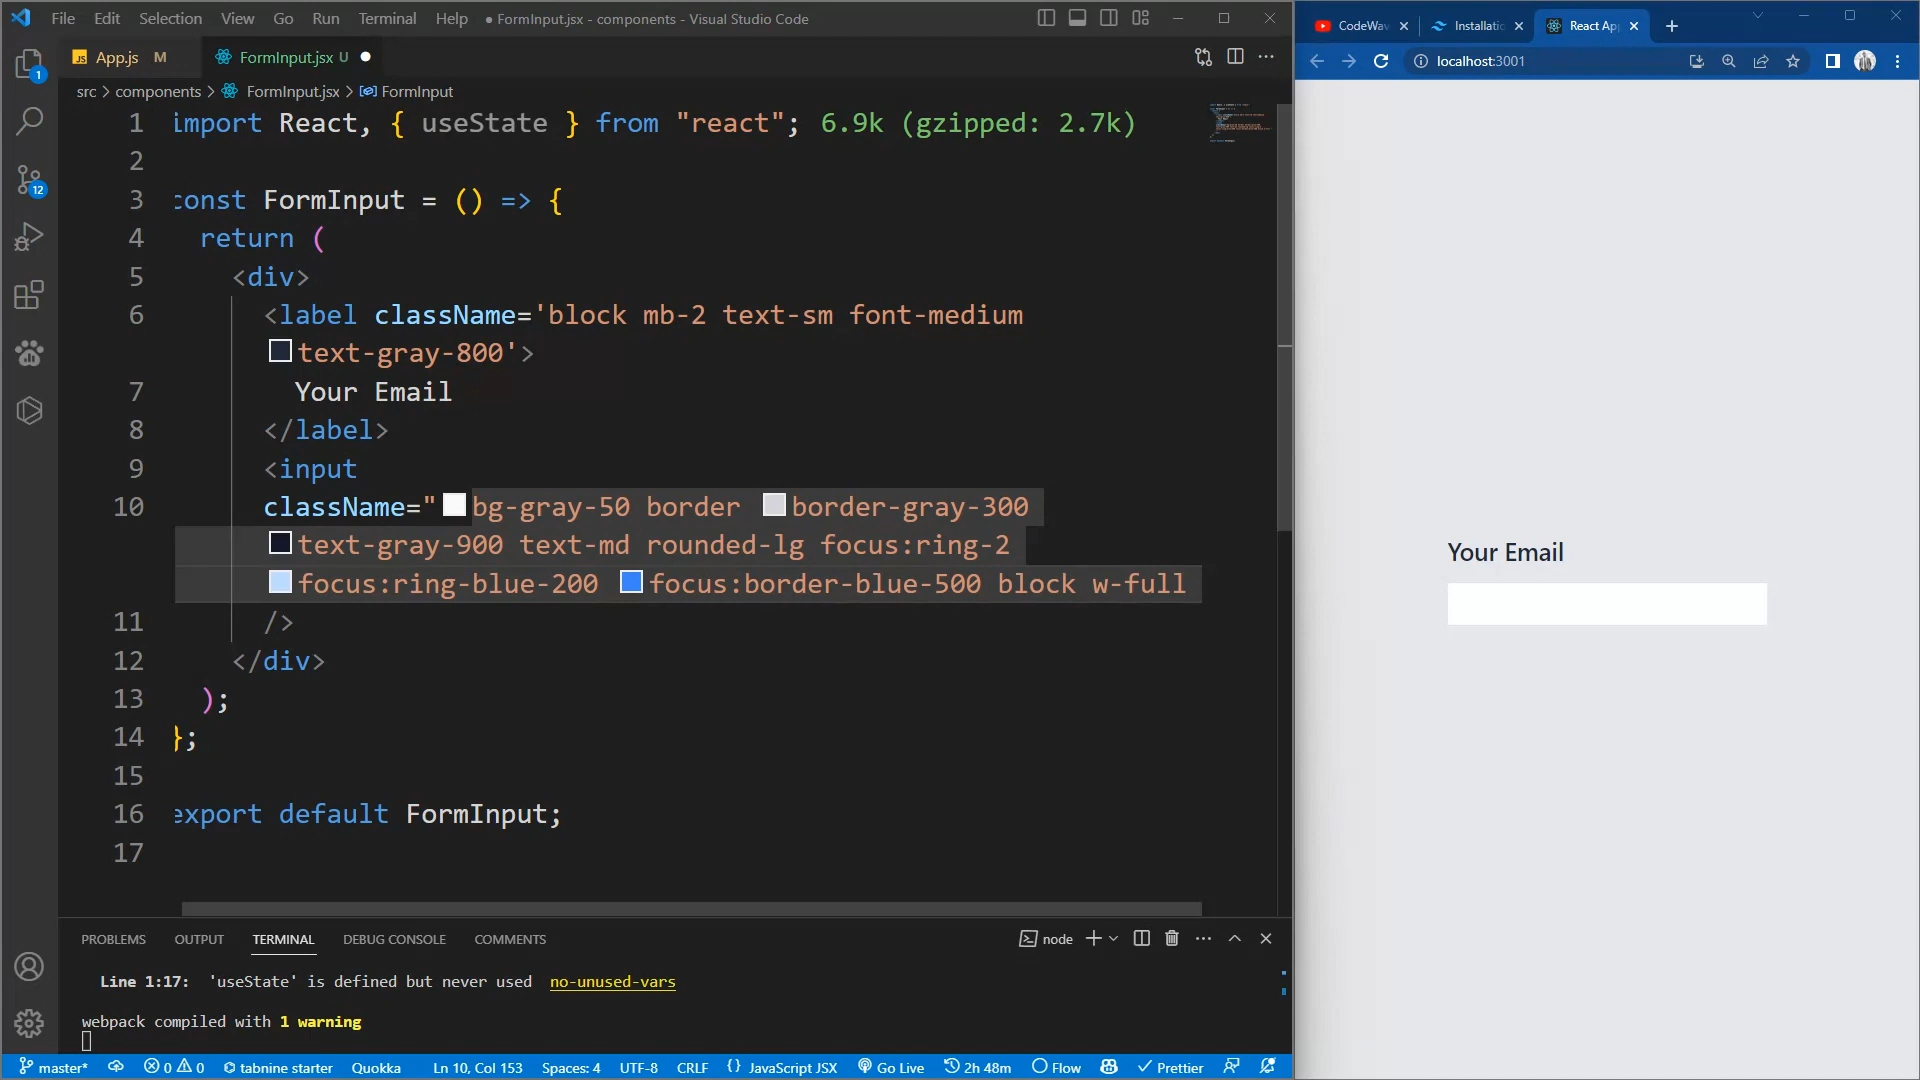 File Edit Selection View Go Run Terminal Help ● FormInput.jsx - components - Visual Studio Code
JS App.js M FormInput.jsx U ●
src > components > FormInput.jsx > FormInput
1 import React, { useState } from "react"; 6.9k (gzipped: 2.7k)
2
3 const FormInput = () => {
4 return (
5 <div>
6 <label className='block mb-2 text-sm font-medium
text-gray-800'>
7 Your Email
8 </label>
9 <input
10 className="bg-gray-50 border border-gray-300
text-gray-900 text-md rounded-lg focus:ring-2
focus:ring-blue-200 focus:border-blue-500 block w-full
11 />
12 </div>
13 );
14 };
15
16 export default FormInput;
17
1
12
PROBLEMS OUTPUT TERMINAL DEBUG CONSOLE COMMENTS node
Line 1:17: 'useState' is defined but never used no-unused-vars
webpack compiled with 1 warning
master* 0 0 tabnine starter Quokka Ln 10, Col 153 Spaces: 4 UTF-8 CRLF {} JavaScript JSX Go Live 2h 48m Flow Prettier
CodeWav Installatio React Ap
localhost:3001
Your Email